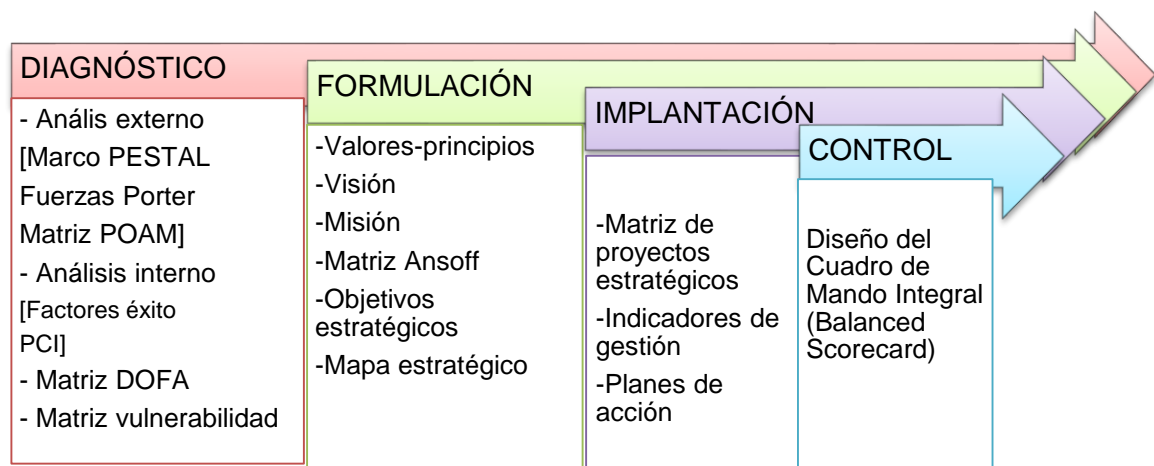 DIAGNÓSTICO
- Anális externo
[Marco PESTAL
Fuerzas Porter
Matriz POAM]
- Análisis interno
[Factores éxito
PCI]
- Matriz DOFA
- Matriz vulnerabilidad
FORMULACIÓN
-Valores-principios
-Visión
-Misión
-Matriz Ansoff
-Objetivos
estratégicos
-Mapa estratégico
IMPLANTACIÓN
-Matriz de
proyectos
estratégicos
-Indicadores de
gestión
-Planes de
acción
CONTROL
Diseño del
Cuadro de
Mando Integral
(Balanced
Scorecard)